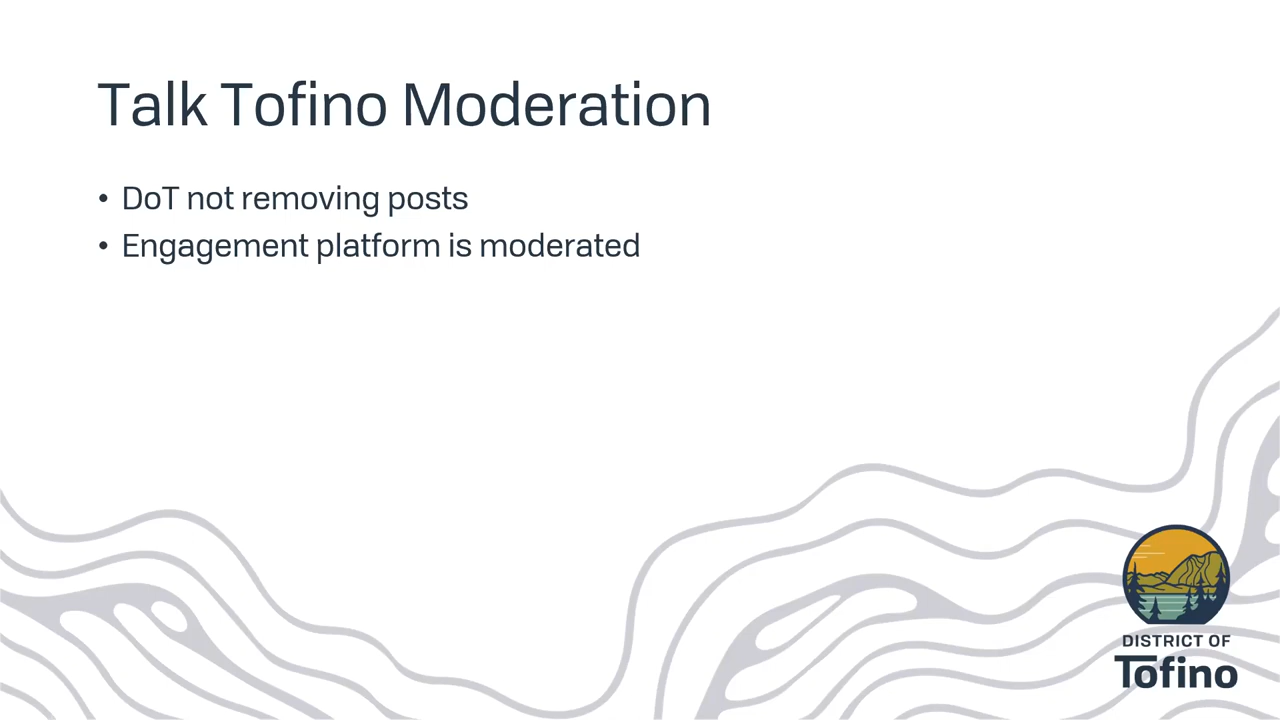 Talk Tofino Moderation
• DoT not removing posts
• Engagement platform is moderated
DISTRICT OF
Tofino